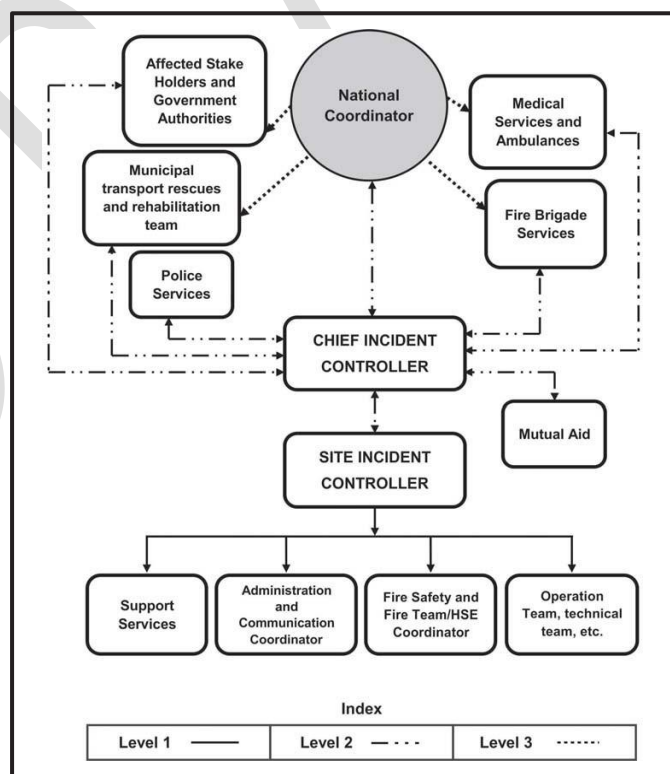 Affected Stake
Holders and
Government
Authorities
National
Coordinator
Medical
Services and
Ambulances
Municipal
transport rescues
and rehabilitation
team
Fire Brigade
Services
Police
Services
CHIEF INCIDENT
CONTROLLER
Mutual Aid
SITE INCIDENT
CONTROLLER
Support
Services
Administration
and
Communication
Coordinator
Fire Safety and
Fire Team/HSE
Coordinator
Operation
Team, technical
team, etc.
Index
Level 1
Level 2
Level 3